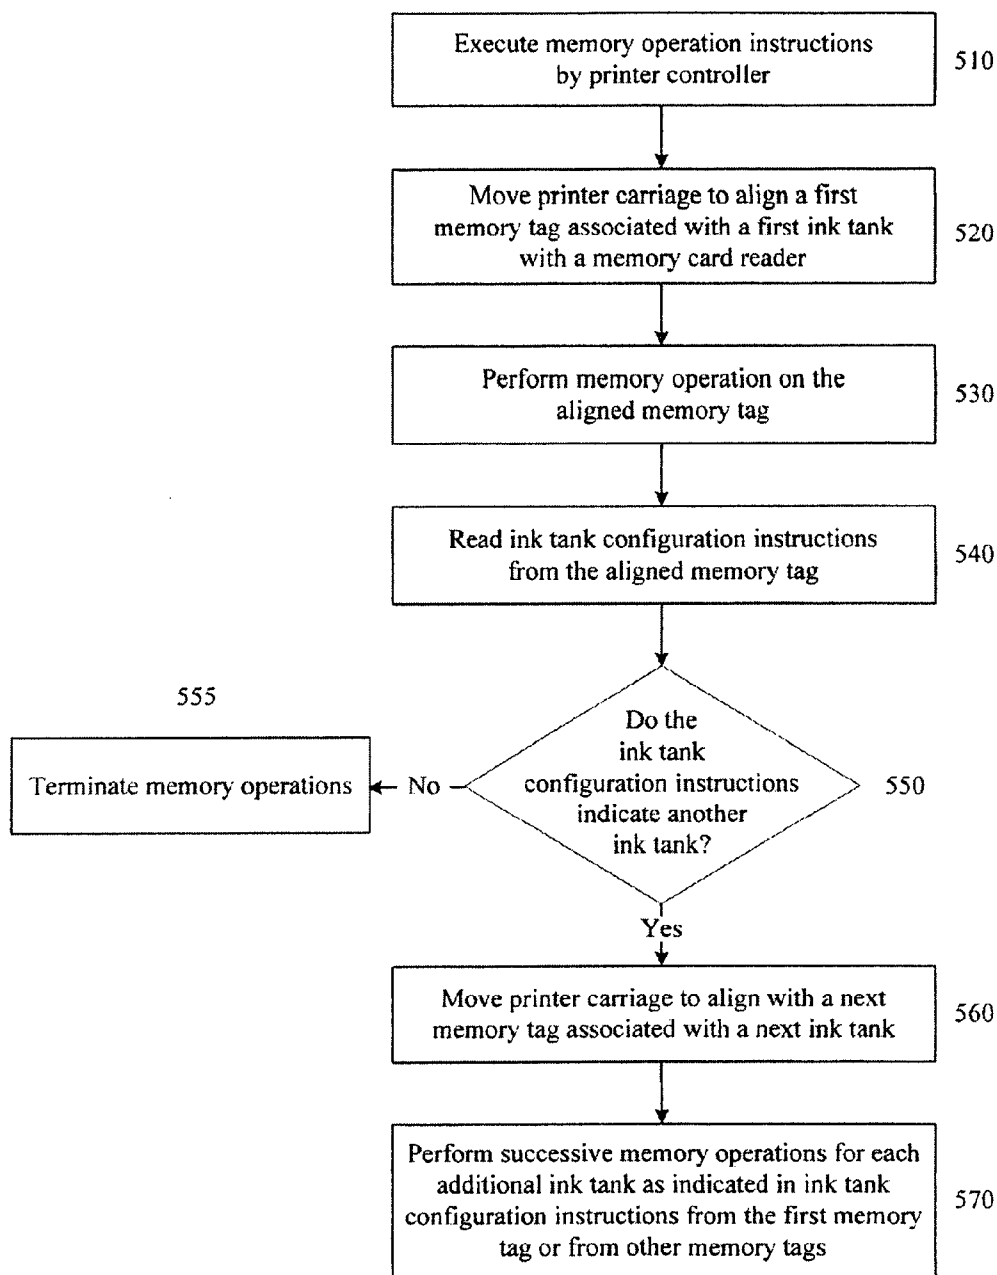 Execute memory operation instructions
by printer controller
510
Move printer carriage to align a first
memory tag associated with a first ink tank
with a memory card reader
520
Perform memory operation on the
aligned memory tag
530
Read ink tank configuration instructions
from the aligned memory tag
540
555
Terminate memory operations
No
Do the
ink tank
configuration instructions
indicate another
ink tank?
550
Yes
Move printer carriage to align with a next
memory tag associated with a next ink tank
560
Perform successive memory operations for each
additional ink tank as indicated in ink tank
configuration instructions from the first memory
tag or from other memory tags
570